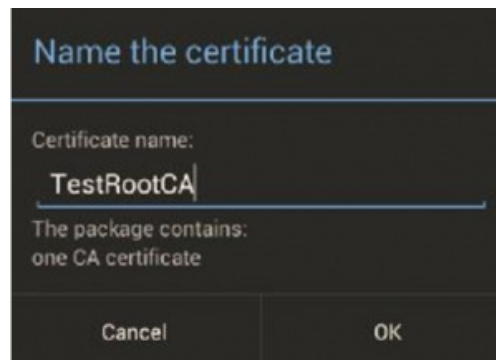 Name the certificate
Certificate name:
TestRootCA
The package contains:
one CA certificate
Cancel OK